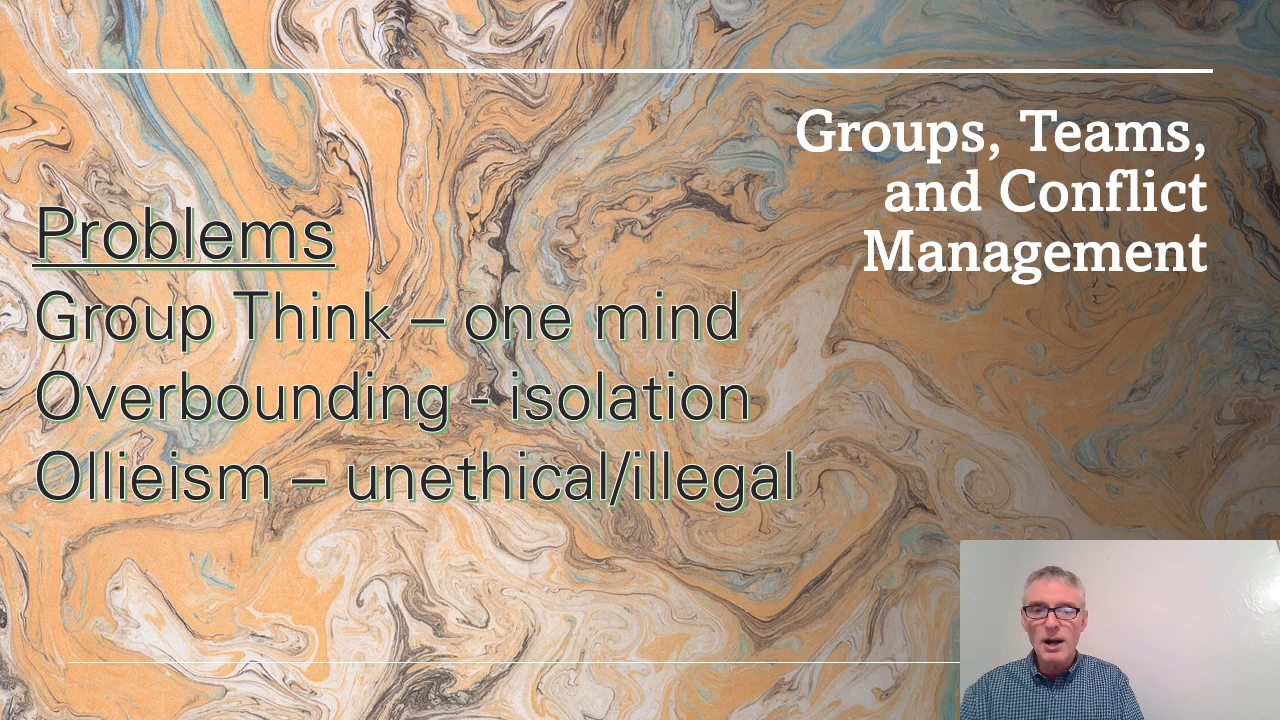 Groups, Teams,
and Conflict
Management
Problems
Group Think – one mind
Overbounding - isolation
Ollieism – unethical/illegal